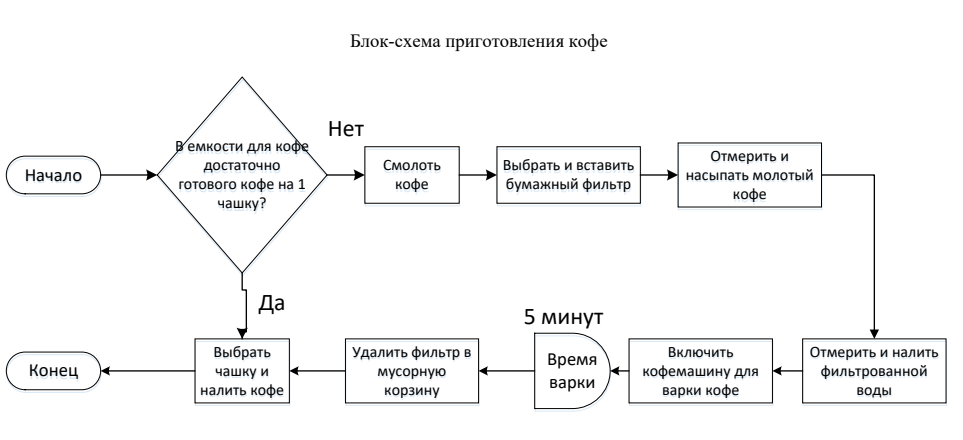 Блок-схема приготовления кофе
Начало
В емкости для кофе
достаточно
готового кофе на 1
чашку?
Нет
Смолоть
кофе
Выбрать и вставить
бумажный фильтр
Отмерить и
насыпать молотый
кофе
Отмерить и налить
фильтрованной
воды
Включить
кофемашину для
варки кофе
5 минут
Время
варки
Удалить фильтр в
мусорную
корзину
Да
Выбрать
чашку и
налить кофе
Конец